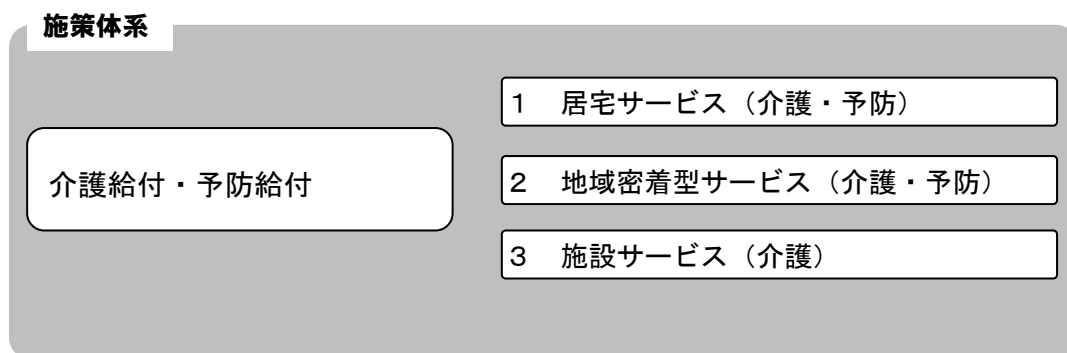 施策体系
介護給付・予防給付
１　居宅サービス（介護・予防）
２　地域密着型サービス（介護・予防）
３　施設サービス（介護）